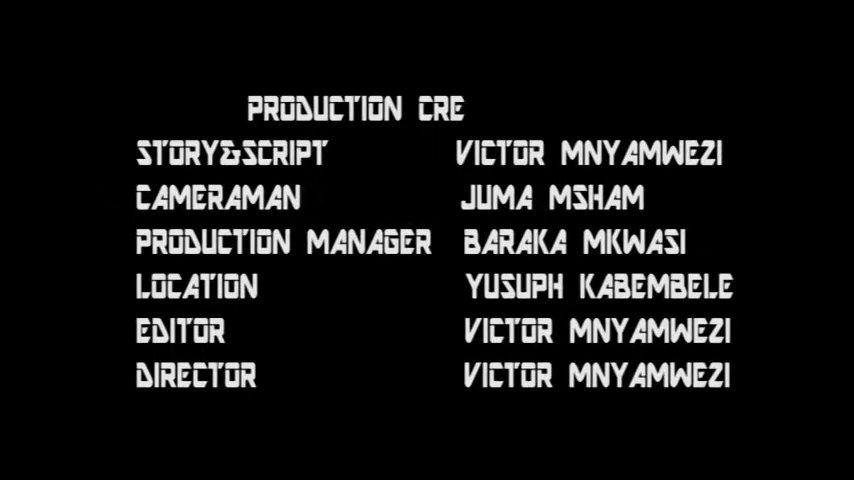 PRODUCTION CRE
STORY&SCRIPT VICTOR MNYAMWEZI
CAMERAMAN JUMA MSHAM
PRODUCTION MANAGER BARAKA MKWASI
LOCATION YUSUPH KABEMBELE
EDITOR VICTOR MNYAMWEZI
DIRECTOR VICTOR MNYAMWEZI